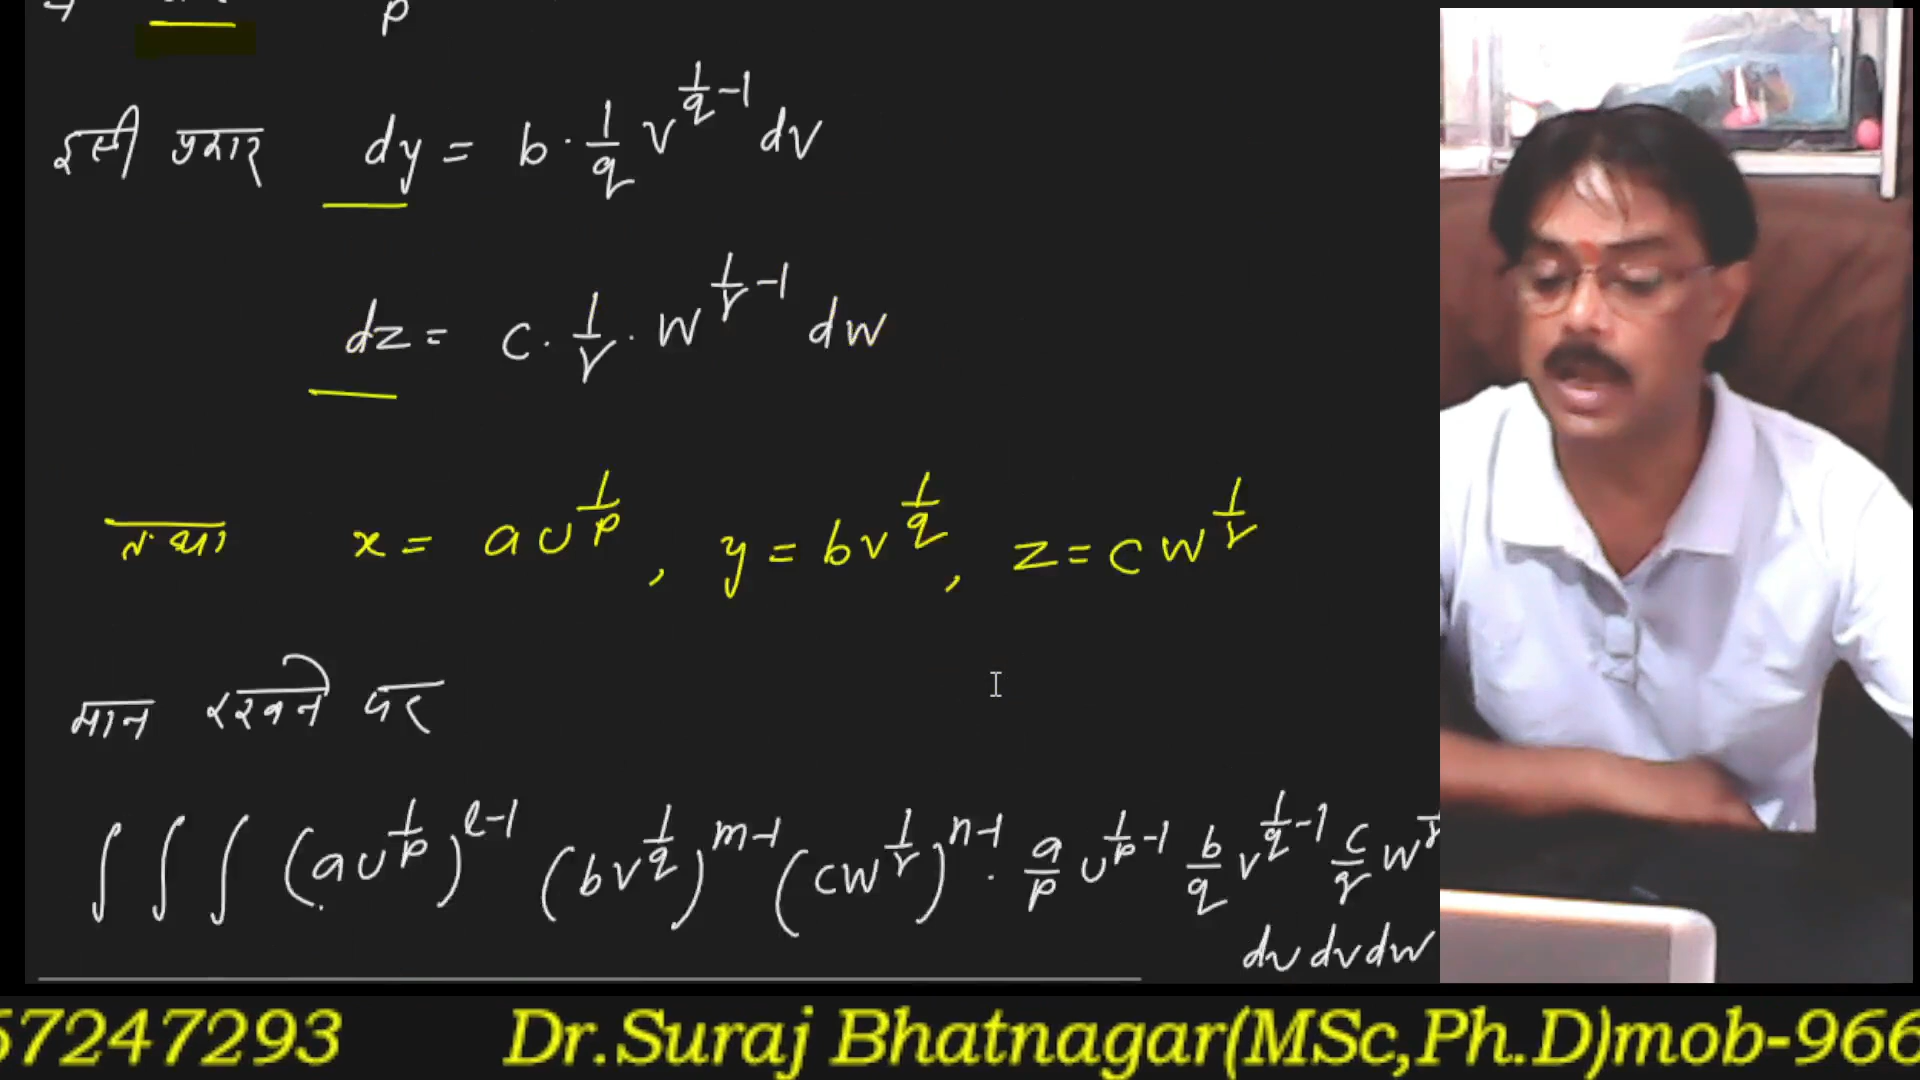 p
इसी प्रकार dy = b · 1/q v^(1/q −1) dv
dz = c · 1/r · w^(1/r −1) dw
तथा x = a u^(1/p) , y = b v^(1/q) , z = c w^(1/r)
मान रखने पर
∫ ∫ ∫ (a u^(1/p))^(l−1) (b v^(1/q))^(m−1) (c w^(1/r))^(n−1) · a/p u^(1/p −1) b/q v^(1/q −1) c/r w
du dv dw
67247293 Dr.Suraj Bhatnagar(MSc,Ph.D)mob-966